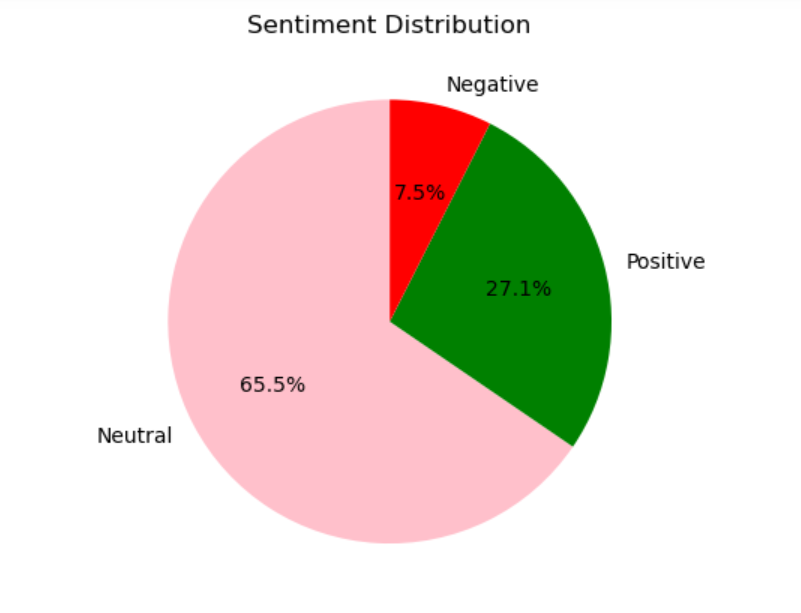 Sentiment Distribution
Negative
7.5%
Positive
27.1%
65.5%
Neutral